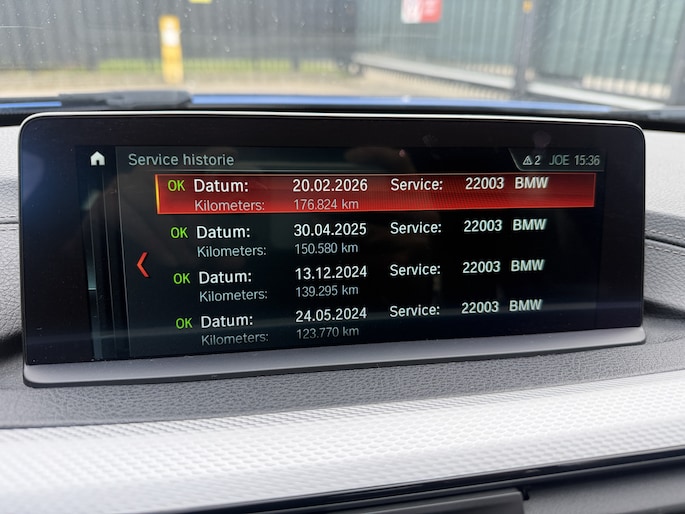 Service historie 2 JOE 15:36
OK Datum: 20.02.2026 Service: 22003 BMW
Kilometers: 176.824 km
OK Datum: 30.04.2025 Service: 22003 BMW
Kilometers: 150.580 km
OK Datum: 13.12.2024 Service: 22003 BMW
Kilometers: 139.295 km
OK Datum: 24.05.2024 Service: 22003 BMW
Kilometers: 123.770 km